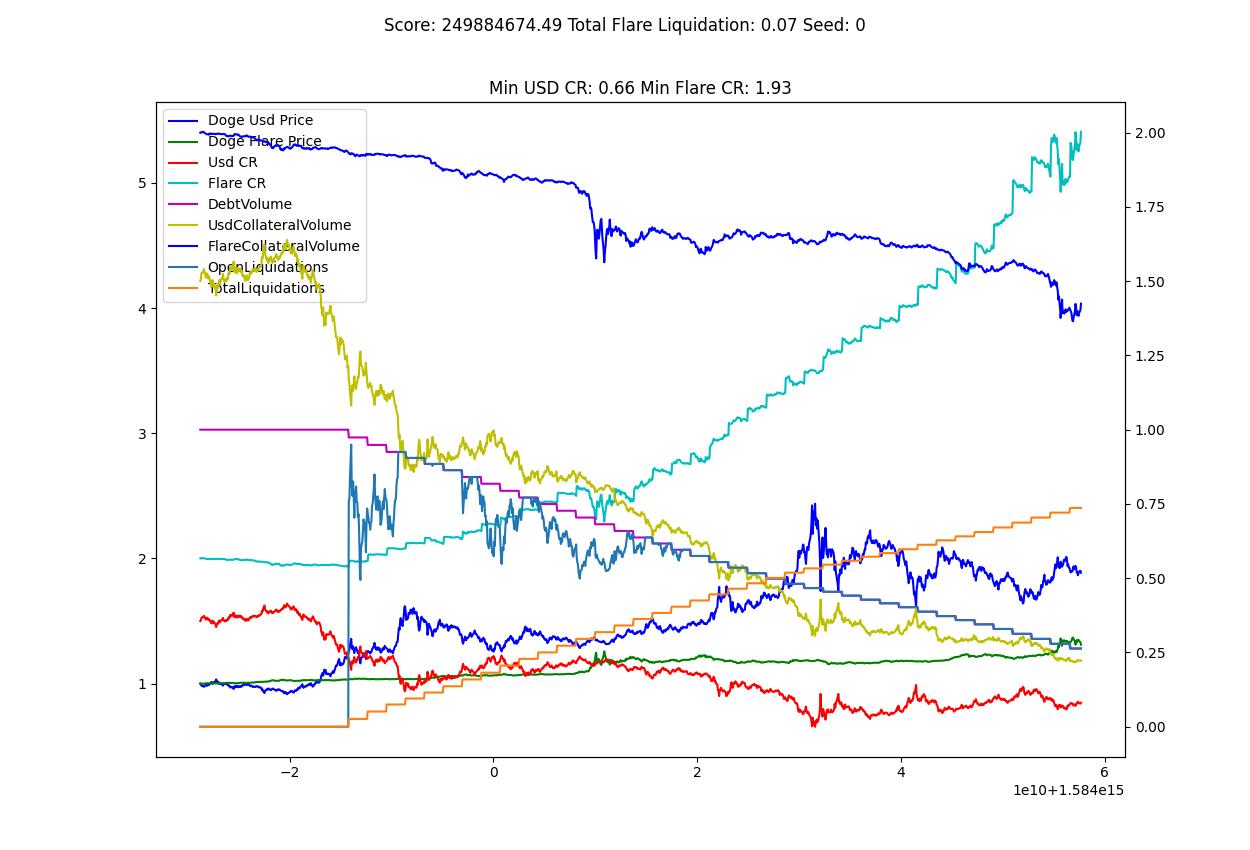 Score: 249884674.49 Total Flare Liquidation: 0.07 Seed: 0
Min USD CR: 0.66 Min Flare CR: 1.93
Doge Usd Price
Doge Flare Price
Usd CR
Flare CR
DebtVolume
UsdCollateralVolume
FlareCollateralVolume
OpenLiquidations
TotalLiquidations
5
4
3
2
1
2.00
1.75
1.50
1.25
1.00
0.75
0.50
0.25
0.00
−2 0 2 4 6
1e10+1.584e15